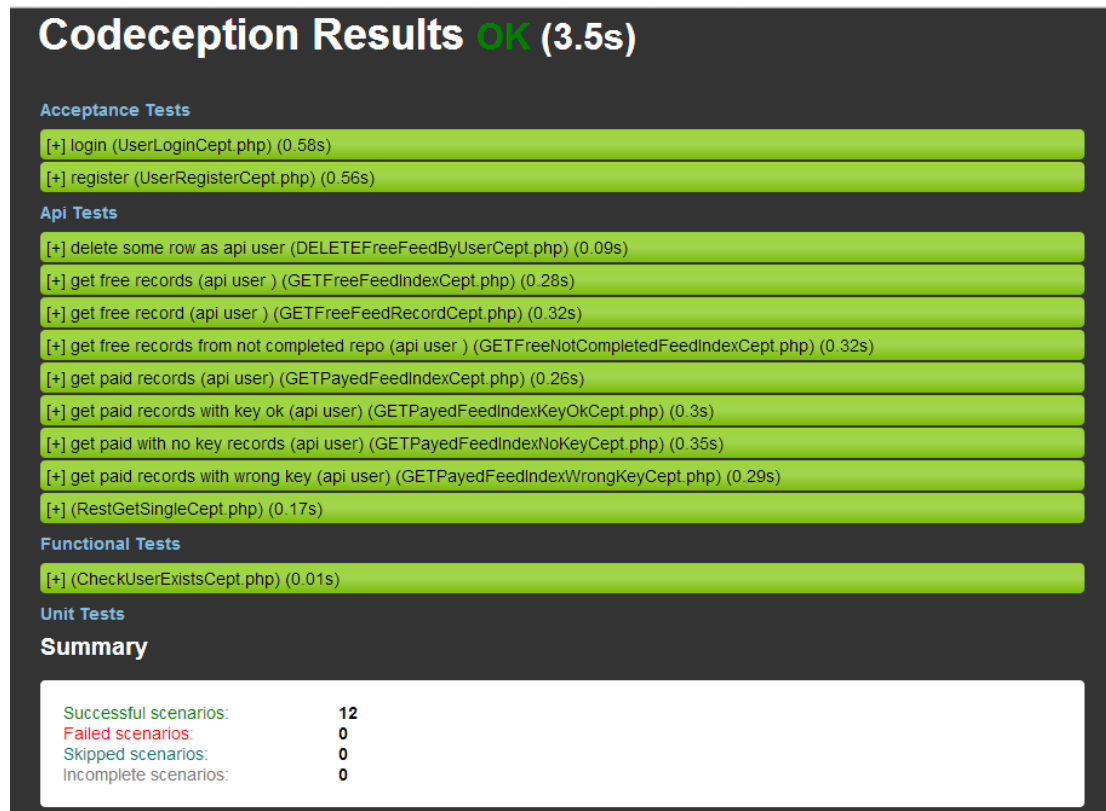 Codeception Results OK (3.5s)
Acceptance Tests
[+] login (UserLoginCept.php) (0.58s)
[+] register (UserRegisterCept.php) (0.56s)
Api Tests
[+] delete some row as api user (DELETEFreeFeedByUserCept.php) (0.09s)
[+] get free records (api user ) (GETFreeFeedIndexCept.php) (0.28s)
[+] get free record (api user ) (GETFreeFeedRecordCept.php) (0.32s)
[+] get free records from not completed repo (api user ) (GETFreeNotCompletedFeedIndexCept.php) (0.32s)
[+] get paid records (api user) (GETPayedFeedIndexCept.php) (0.26s)
[+] get paid records with key ok (api user) (GETPayedFeedIndexKeyOkCept.php) (0.3s)
[+] get paid with no key records (api user) (GETPayedFeedIndexNoKeyCept.php) (0.35s)
[+] get paid records with wrong key (api user) (GETPayedFeedIndexWrongKeyCept.php) (0.29s)
[+] (RestGetSingleCept.php) (0.17s)
Functional Tests
[+] (CheckUserExistsCept.php) (0.01s)
Unit Tests
Summary
Successful scenarios: 12
Failed scenarios: 0
Skipped scenarios: 0
Incomplete scenarios: 0